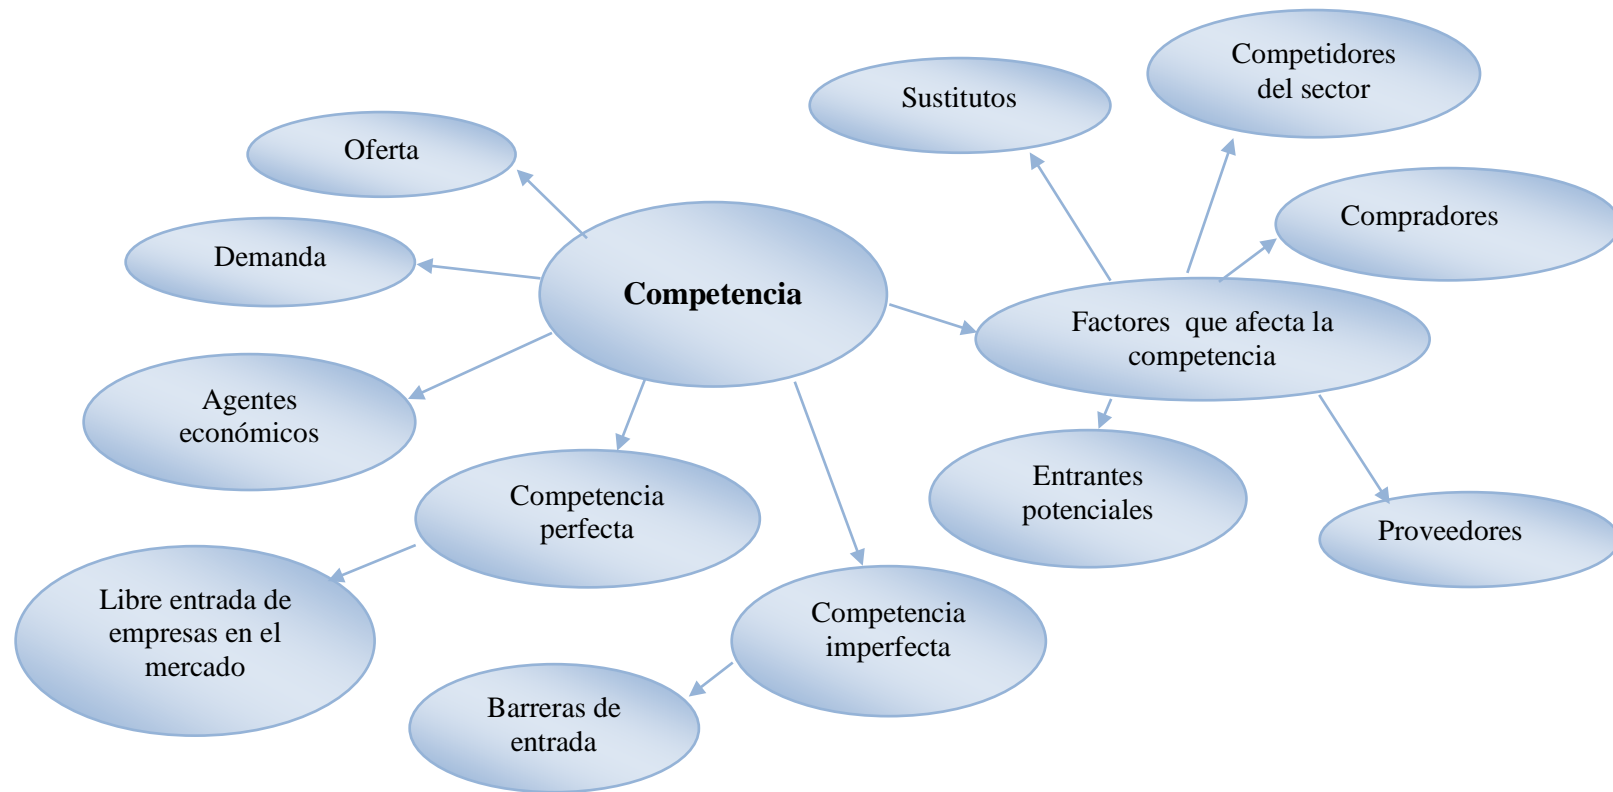 Competidores
del sector
Sustitutos
Oferta
Compradores
Demanda
Competencia
Factores  que afecta la
competencia
Agentes
económicos
Competencia
perfecta
Entrantes
potenciales
Proveedores
Libre entrada de
empresas en el
mercado
Competencia
imperfecta
Barreras de
entrada